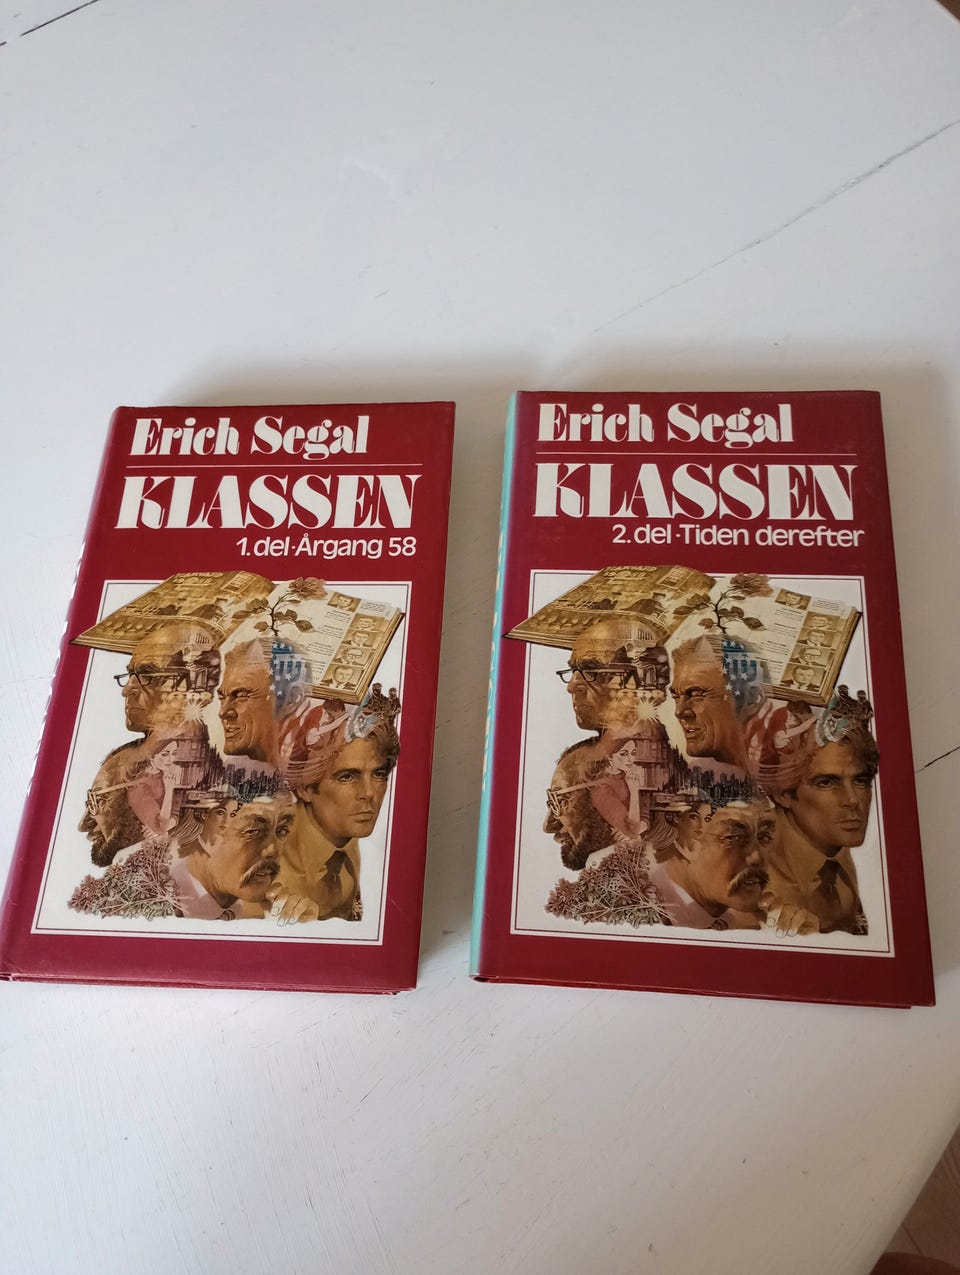 Erich Segal
KLASSEN
1. del·Årgang 58
Erich Segal
KLASSEN
2. del·Tiden derefter